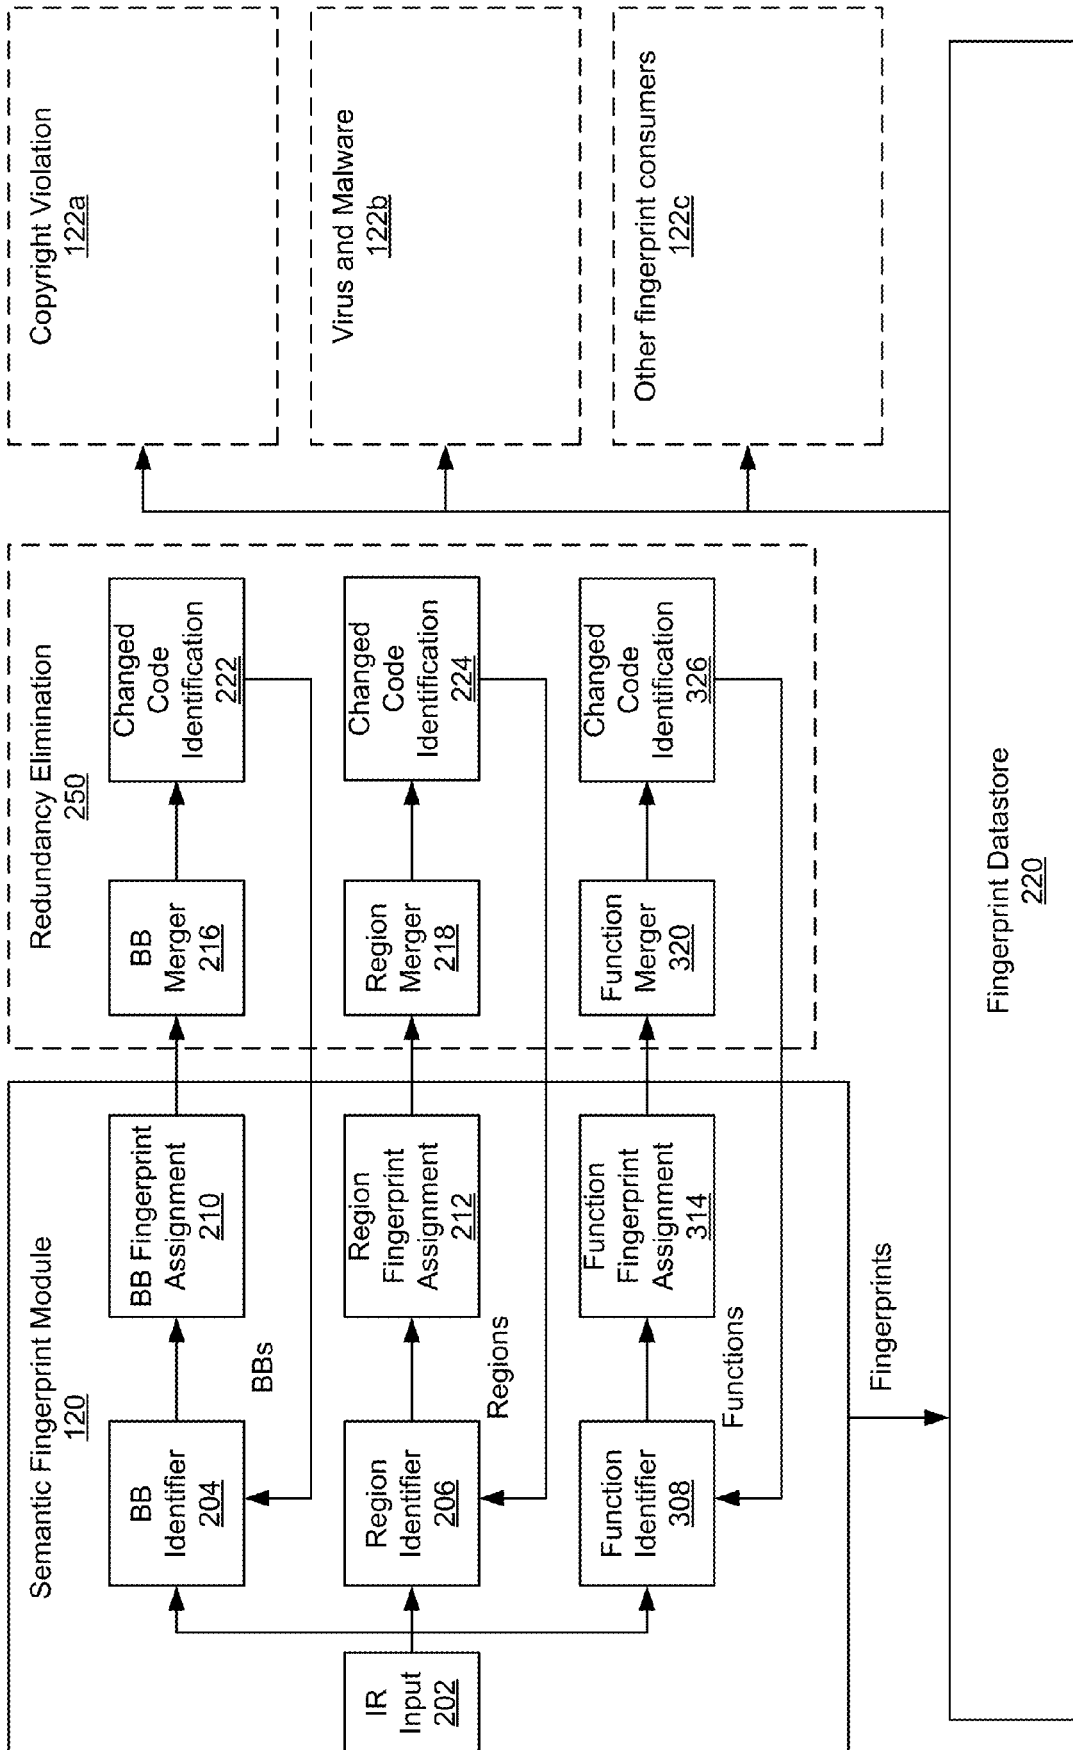 Semantic Fingerprint Module
120
IR
Input
202
BB
Identifier
204
BB Fingerprint
Assignment
210
BBs
Region
Identifier
206
Region
Fingerprint
Assignment
212
Regions
Function
Identifier
308
Function
Fingerprint
Assignment
314
Functions
Redundancy Elimination
250
BB
Merger
216
Changed
Code
Identification
222
Region
Merger
218
Changed
Code
Identification
224
Function
Merger
320
Changed
Code
Identification
326
Copyright Violation
122a
Virus and Malware
122b
Other fingerprint consumers
122c
Fingerprints
Fingerprint Datastore
220